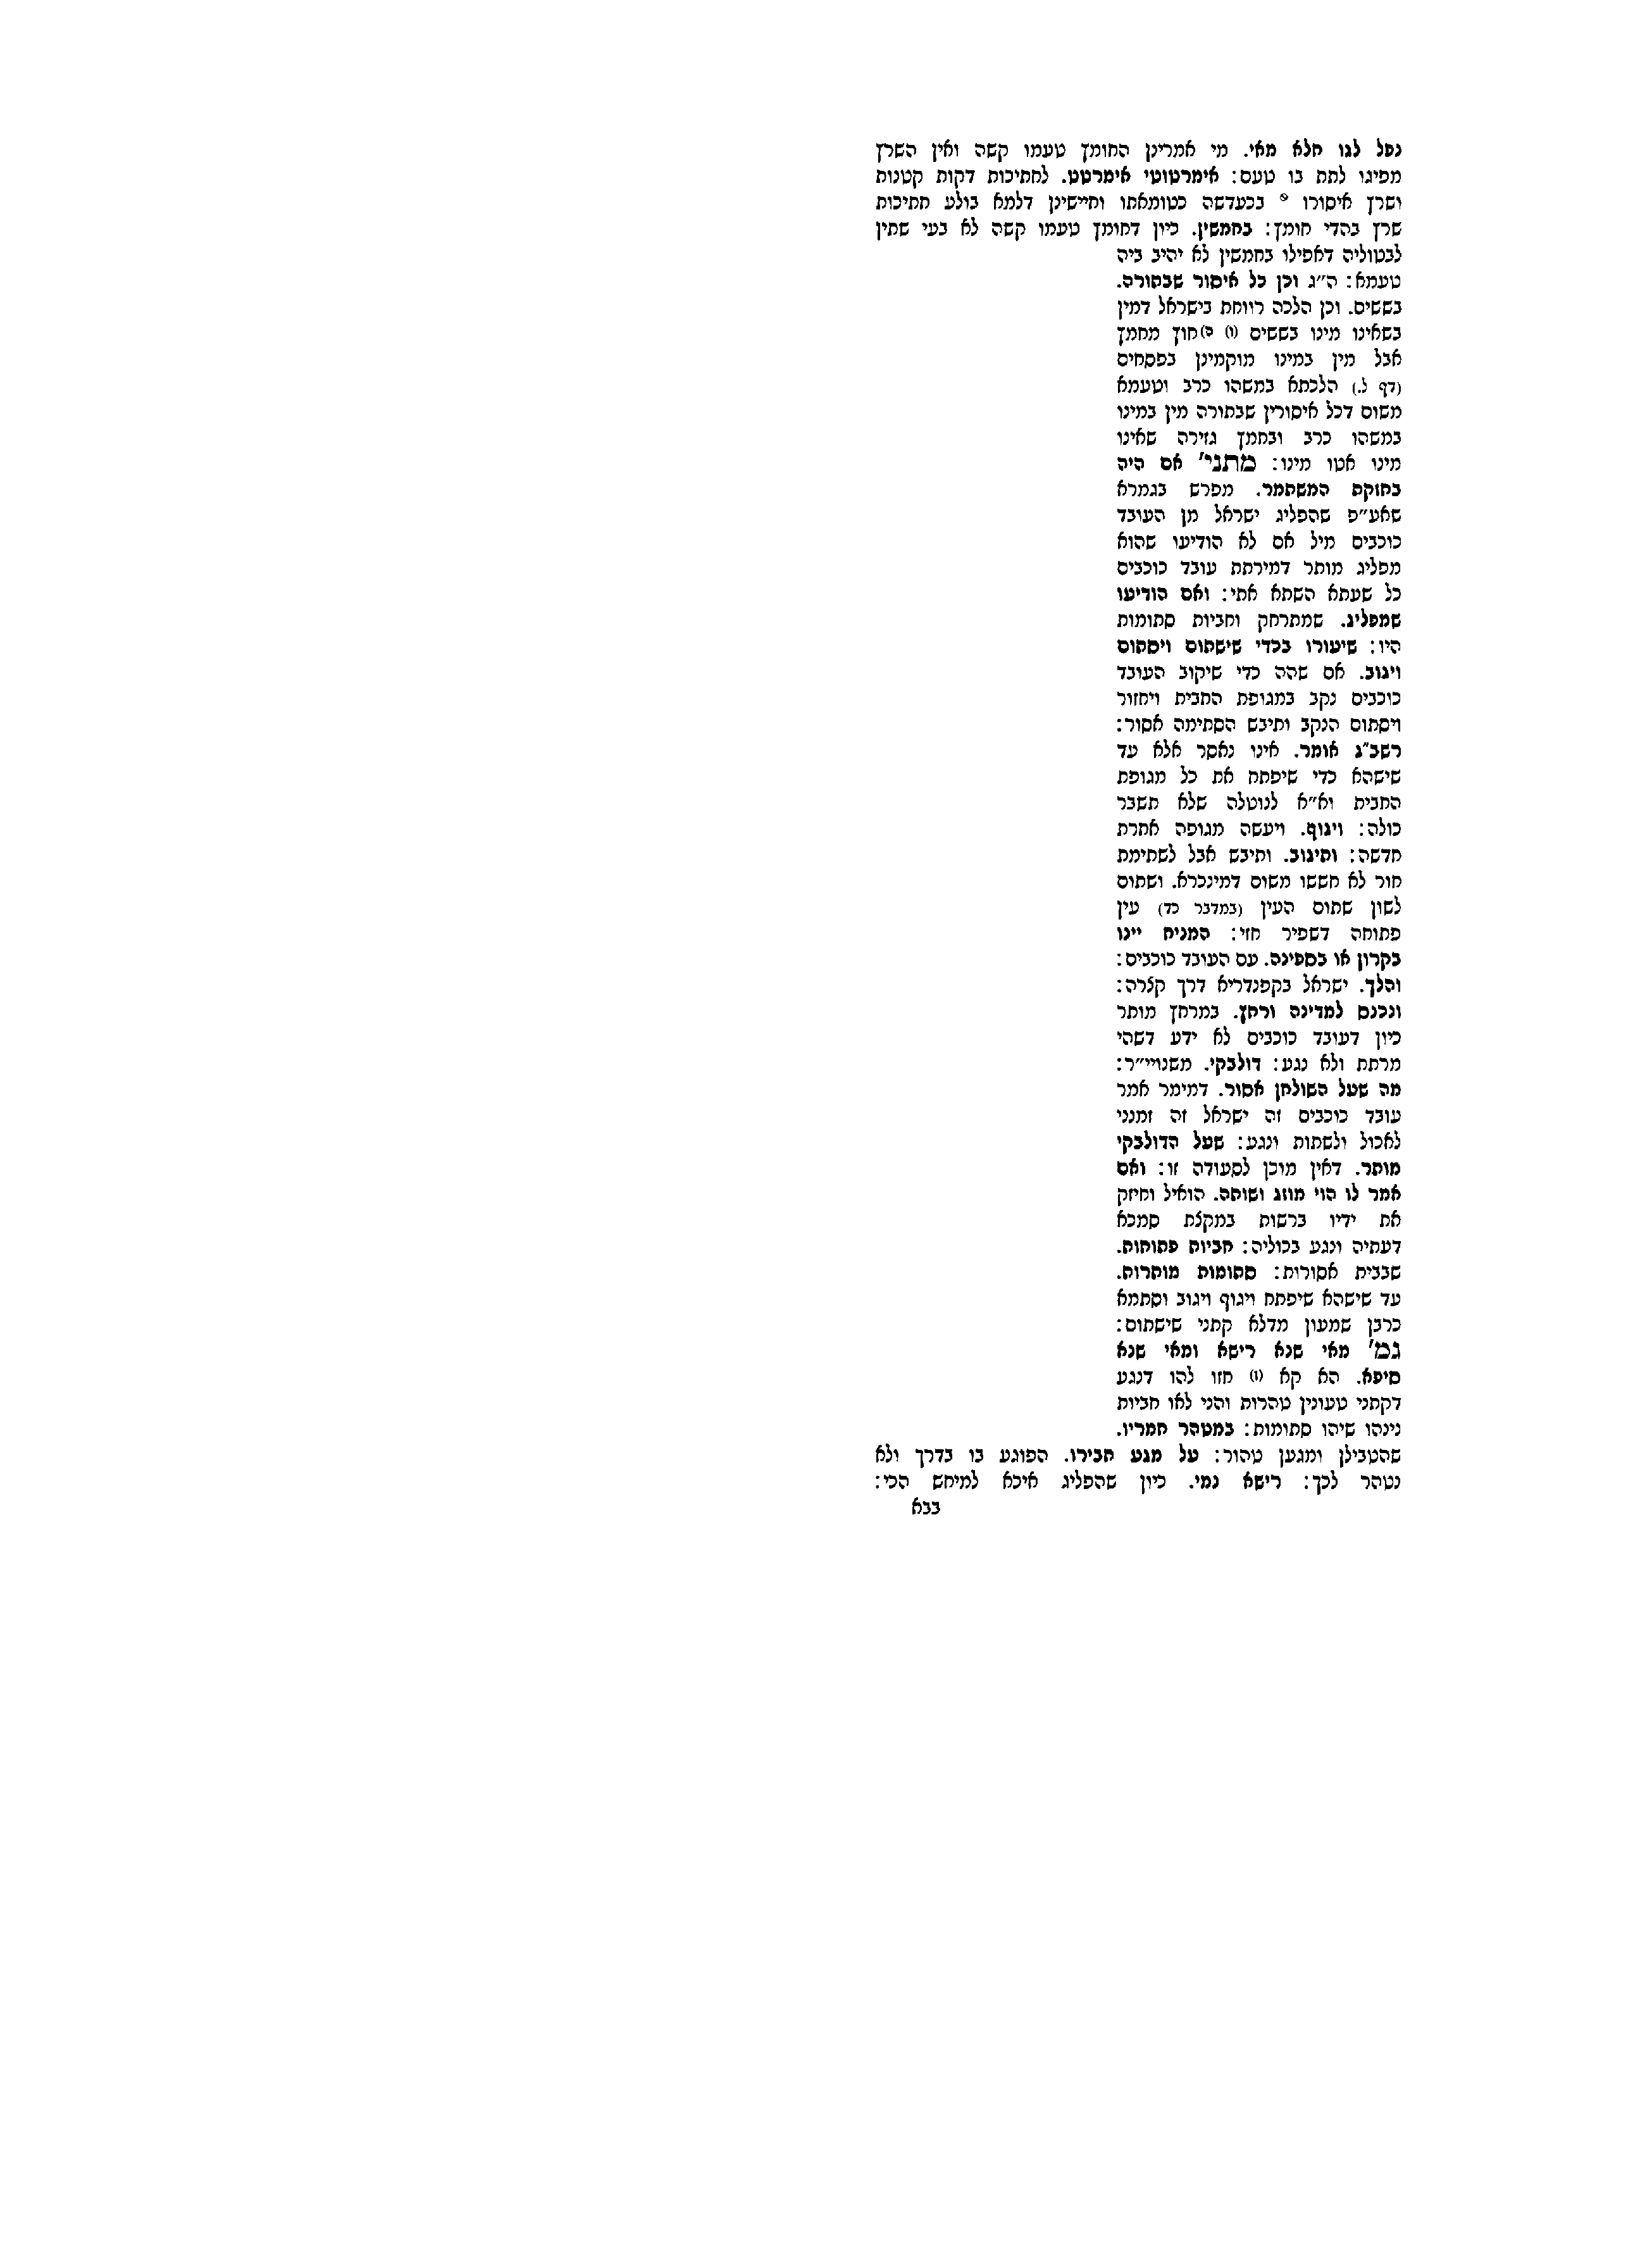 נפל לגו חלא מאי. מי אמרינן החומץ טעמו קשה ואין השרץ
מפיגו לתת בו טעם: אימרטוטי אימרטט. לחתיכות דקות קטנות
ושרץ איסורו בכעדשה כטומאתו וחיישינן דלמא בולע חתיכות
שרץ בהדי חומץ: בחמשין. כיון דחומץ טעמו קשה לא בעי שתין
לבטוליה דאפילו בחמשין לא יהיב ביה
טעמא: ה״ג וכן כל איסור שבתורה.
בששים. וכן הלכה רווחת בישראל דמין
בשאינו מינו בששים (ו) ס) חוץ מחמץ
אבל מין במינו מוקמינן בפסחים
(דף ל.) הלכתא במשהו כרב וטעמא
משום דכל איסורין שבתורה מין במינו
במשהו כרב ובחמץ גזירה שאינו
מינו אטו מינו: מתני׳ אם היה
בחזקת המשתמר. מפרש בגמרא
שאע״פ שהפליג ישראל מן העובד
כוכבים מיל אם לא הודיעו שהוא
מפליג מותר דמירתת עובד כוכבים
כל שעתא השתא אתי: ואם הודיעו
שמפליג. שמתרחק וחביות סתומות
היו: שיעורו בכדי שישתום ויסתום
ויגוב. אם שהה כדי שיקוב העובד
כוכבים נקב במגופת החבית ויחזור
ויסתום הנקב ותיבש הסתימה אסור:
רשב״ג אומר. אינו נאסר אלא עד
שישהא כדי שיפתח את כל מגופת
החבית וא״א לנוטלה שלא תשבר
כולה: ויגוף. ויעשה מגופה אחרת
חדשה: ותיגוב. ותיבש אבל לשתימת
חור לא חששו משום דמינכרא. ושתום
לשון שתום העין (במדבר כד) עין
פתוחה דשפיר חזי: המניח יינו
בקרון או בספינה. עם העובד כוכבים:
והלך. ישראל בקפנדריא דרך קצרה:
ונכנס למדינה ורחץ. במרחץ מותר
כיון דעובד כוכבים לא ידע דשהי
מרתת ולא נגע: דולבקי. משנויי״ר:
מה שעל השולחן אסור. דמימר אמר
עובד כוכבים זה ישראל זה זמנני
לאכול ולשתות ונגע: שעל הדולבקי
מותר. דאין מוכן לסעודה זו: ואם
אמר לו הוי מוזג ושותה. הואיל וחיזק
את ידיו ברשות במקצת סמכא
דעתיה ונגע בכוליה: חביות פתוחות.
שבבית אסורות: סתומות מותרות.
עד שישהא שיפתח ויגוף ויגוב וסתמא
כרבן שמעון מדלא קתני שישתום:
גמ׳ מאי שנא רישא ומאי שנא
סיפא. הא קא (ז) חזו להו דנגע
דקתני טעונין טהרות והני לאו חביות
נינהו שיהו סתומות: במטהר חמריו.
שהטבילן ומגען טהור: על מגע חבירו. הפוגע בו בדרך ולא
נטהר לכך: רישא נמי. כיון שהפליג איכא למיחש הכי:
בבא